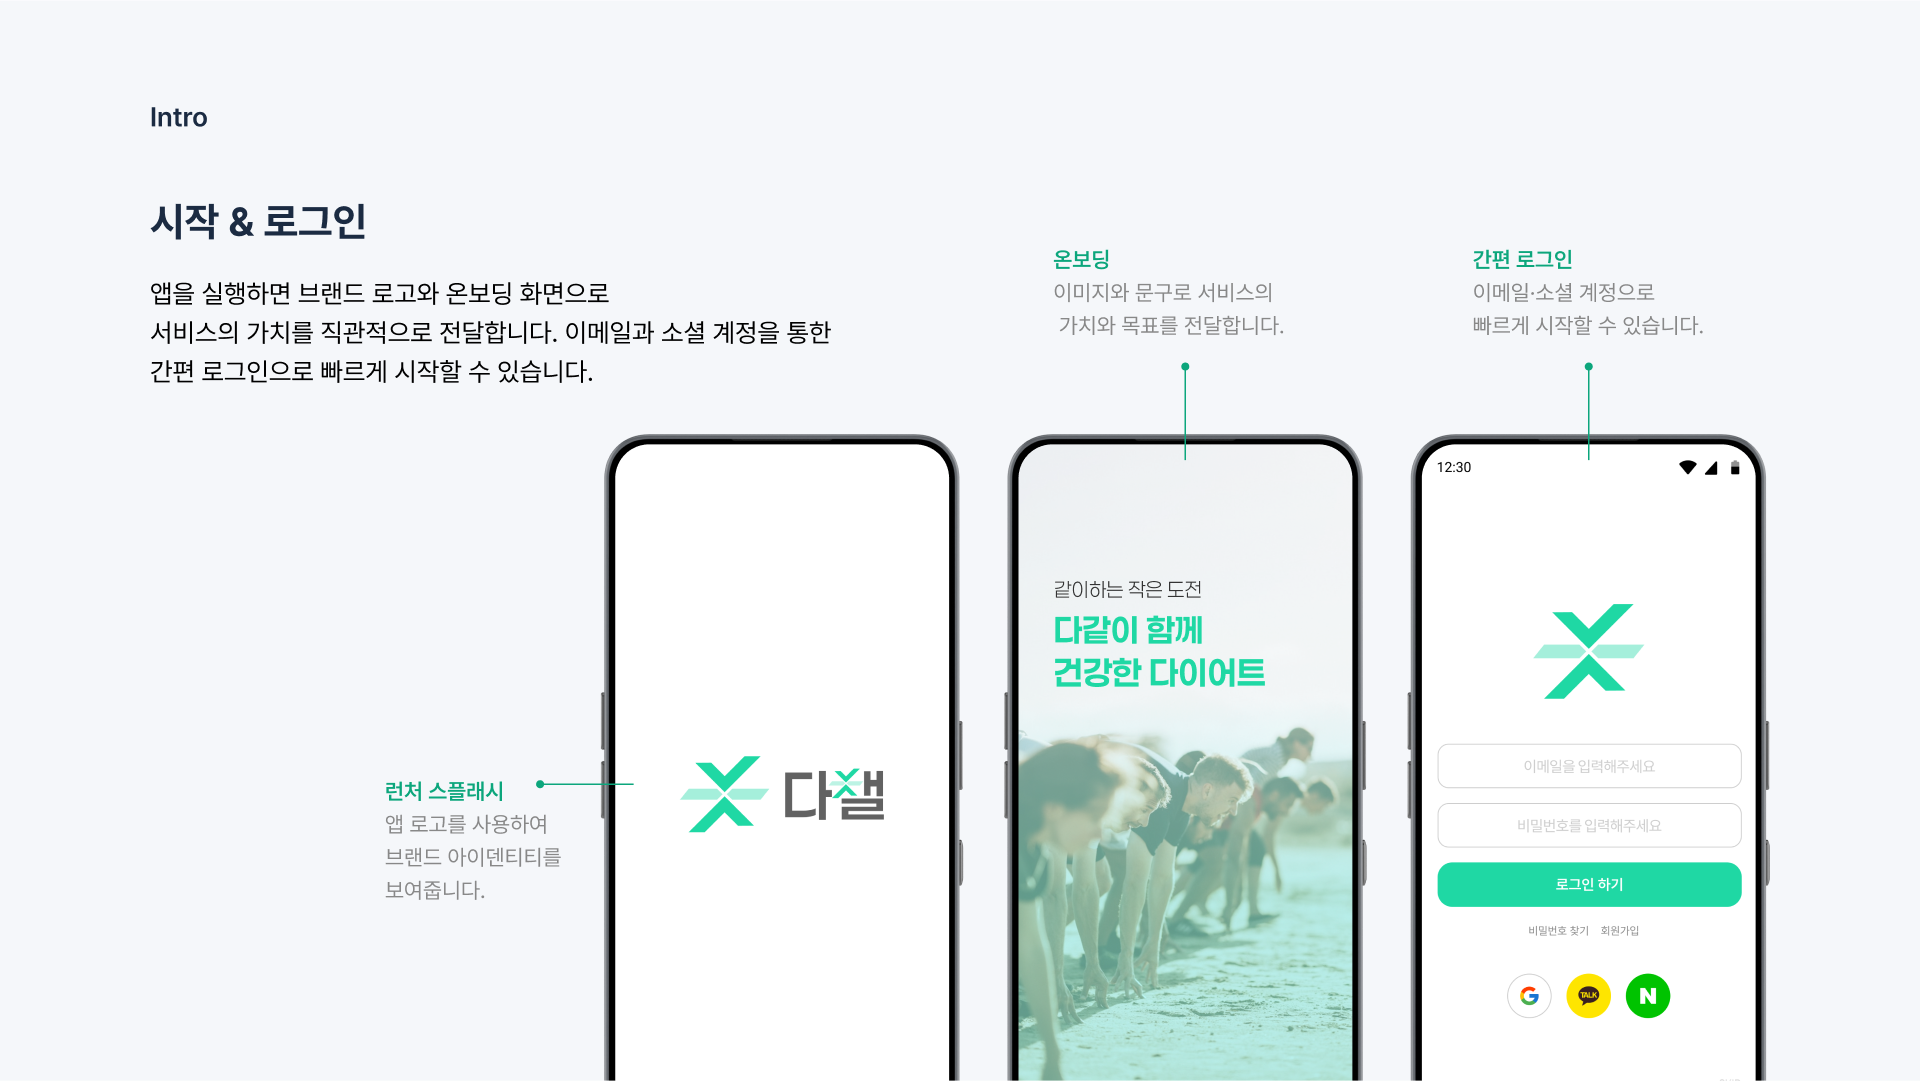 Intro
시작 & 로그인
앱을 실행하면 브랜드 로고와 온보딩 화면으로
서비스의 가치를 직관적으로 전달합니다. 이메일과 소셜 계정을 통한
간편 로그인으로 빠르게 시작할 수 있습니다.
런처 스플래시
앱 로고를 사용하여
브랜드 아이덴티티를
보여줍니다.
다챌
온보딩
이미지와 문구로 서비스의
가치와 목표를 전달합니다.
같이하는 작은 도전
다같이 함께
건강한 다이어트
간편 로그인
이메일·소셜 계정으로
빠르게 시작할 수 있습니다.
12:30
이메일을 입력해주세요
비밀번호를 입력해주세요
로그인 하기
비밀번호 찾기 회원가입
G TALK N